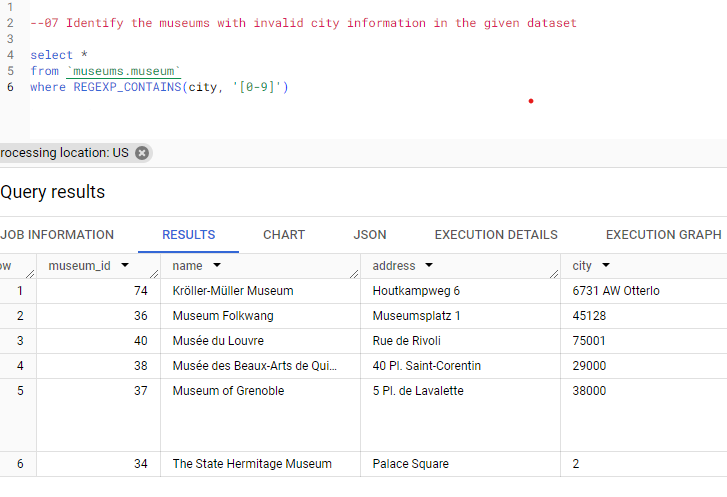 1
2 --07 Identify the museums with invalid city information in the given dataset
3
4 select *
5 from `museums.museum`
6 where REGEXP_CONTAINS(city, '[0-9]')
rocessing location: US
Query results
JOB INFORMATION RESULTS CHART JSON EXECUTION DETAILS EXECUTION GRAPH
ow museum_id name address city
1 74 Kröller-Müller Museum Houtkampweg 6 6731 AW Otterlo
2 36 Museum Folkwang Museumsplatz 1 45128
3 40 Musée du Louvre Rue de Rivoli 75001
4 38 Musée des Beaux-Arts de Qui... 40 Pl. Saint-Corentin 29000
5 37 Museum of Grenoble 5 Pl. de Lavalette 38000
6 34 The State Hermitage Museum Palace Square 2